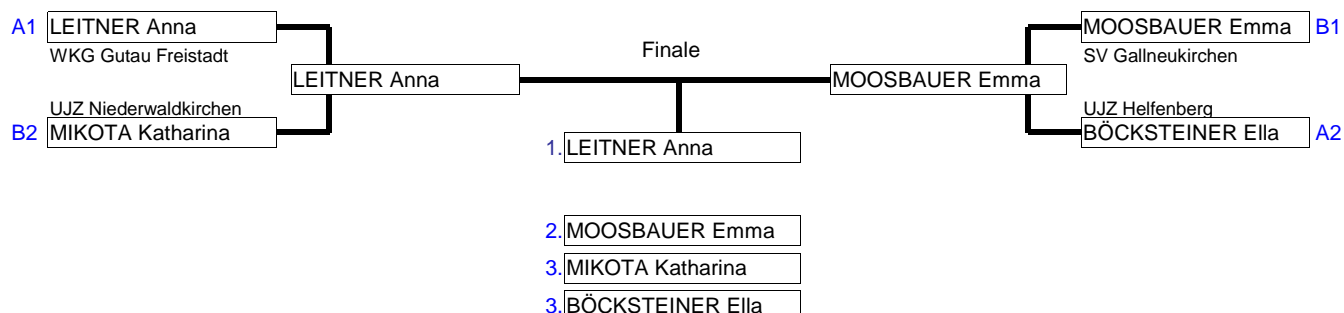 A1 LEITNER Anna
WKG Gutau Freistadt
LEITNER Anna
UJZ Niederwaldkirchen
B2 MIKOTA Katharina
Finale
MOOSBAUER Emma B1
SV Gallneukirchen
MOOSBAUER Emma
UJZ Helfenberg
BÖCKSTEINER Ella A2
1. LEITNER Anna
2. MOOSBAUER Emma
3. MIKOTA Katharina
3. BÖCKSTEINER Ella